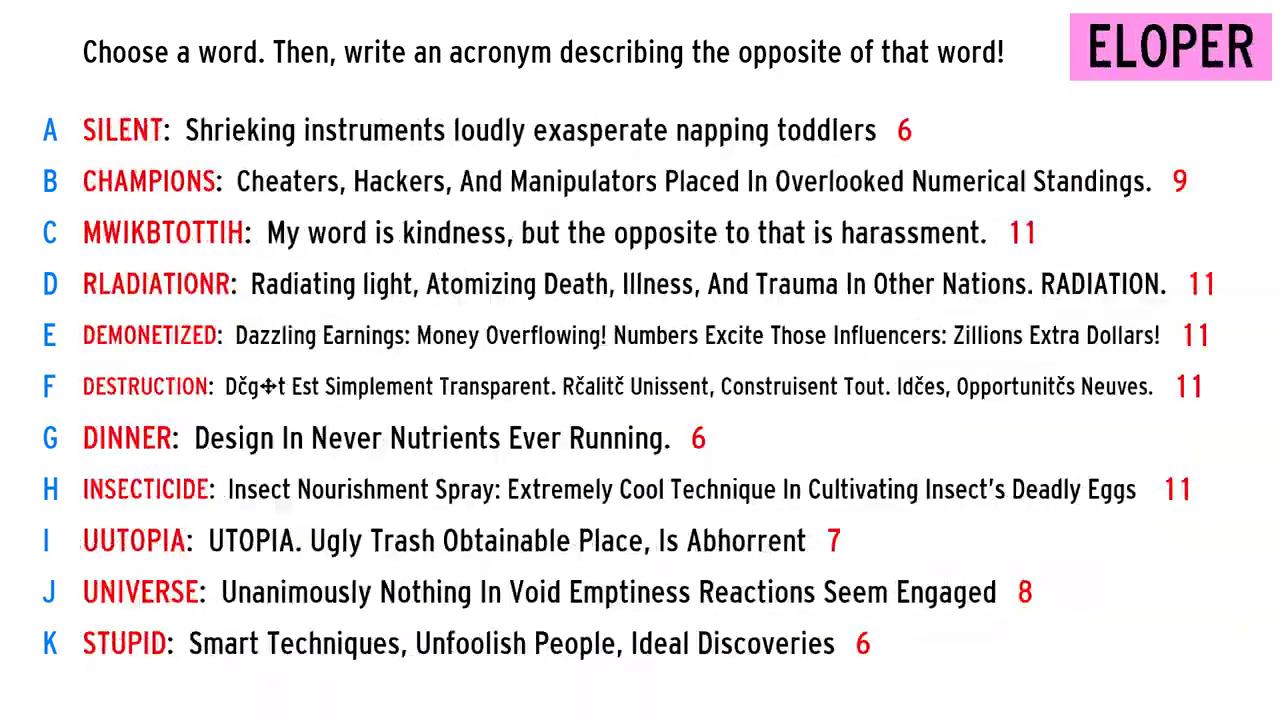 Choose a word. Then, write an acronym describing the opposite of that word!
ELOPER
A SILENT: Shrieking instruments loudly exasperate napping toddlers 6
B CHAMPIONS: Cheaters, Hackers, And Manipulators Placed In Overlooked Numerical Standings. 9
C MWIKBTOTTIH: My word is kindness, but the opposite to that is harassment. 11
D RLADIATIONR: Radiating light, Atomizing Death, Illness, And Trauma In Other Nations. RADIATION. 11
E DEMONETIZED: Dazzling Earnings: Money Overflowing! Numbers Excite Those Influencers: Zillions Extra Dollars! 11
F DESTRUCTION: Dčg✢t Est Simplement Transparent. Rčalitč Unissent, Construisent Tout. Idčes, Opportunitčs Neuves. 11
G DINNER: Design In Never Nutrients Ever Running. 6
H INSECTICIDE: Insect Nourishment Spray: Extremely Cool Technique In Cultivating Insect's Deadly Eggs 11
I UUTOPIA: UTOPIA. Ugly Trash Obtainable Place, Is Abhorrent 7
J UNIVERSE: Unanimously Nothing In Void Emptiness Reactions Seem Engaged 8
K STUPID: Smart Techniques, Unfoolish People, Ideal Discoveries 6